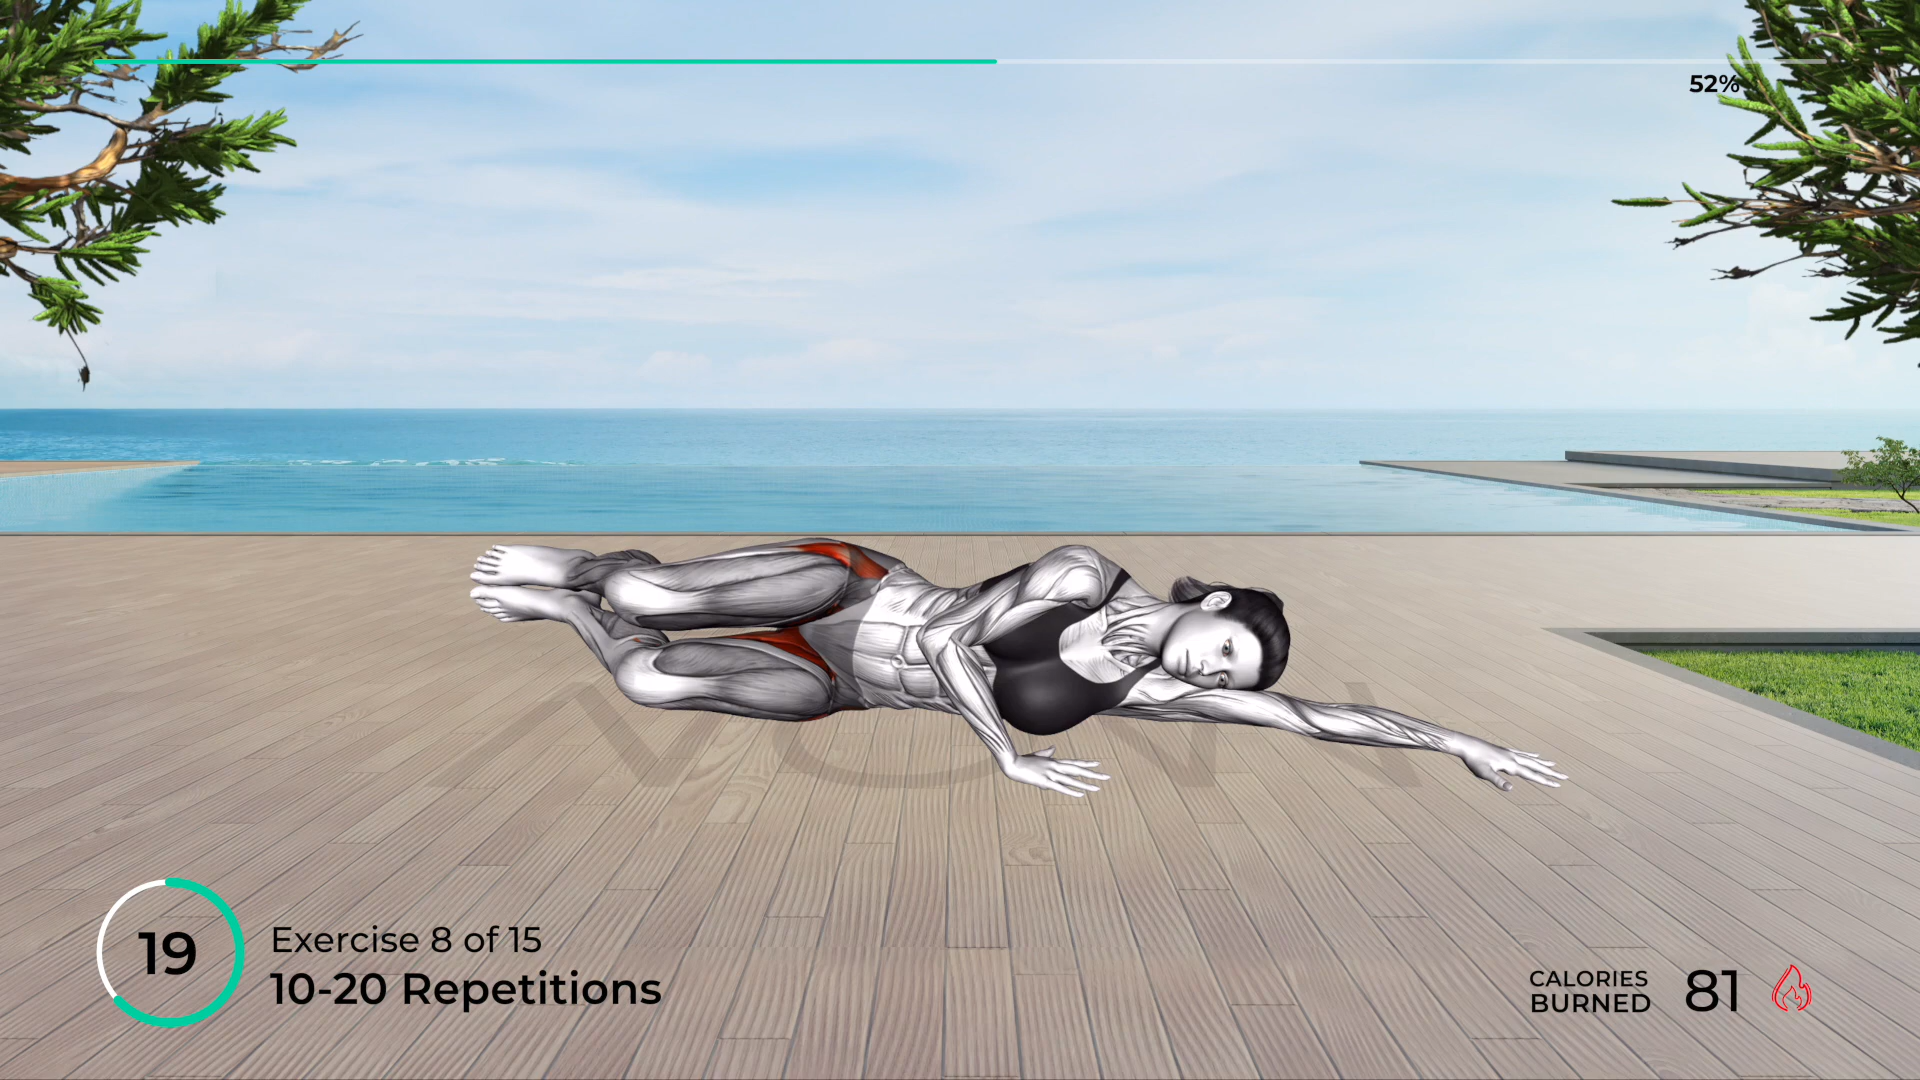 52%
19
Exercise 8 of 15
10-20 Repetitions
CALORIES
BURNED
81